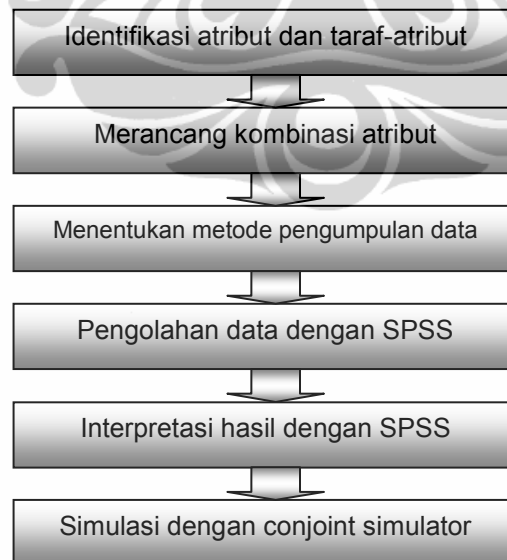 Identifikasi atribut dan taraf-atribut
Merancang kombinasi atribut
Menentukan metode pengumpulan data
Pengolahan data dengan SPSS
Interpretasi hasil dengan SPSS
Simulasi dengan conjoint simulator